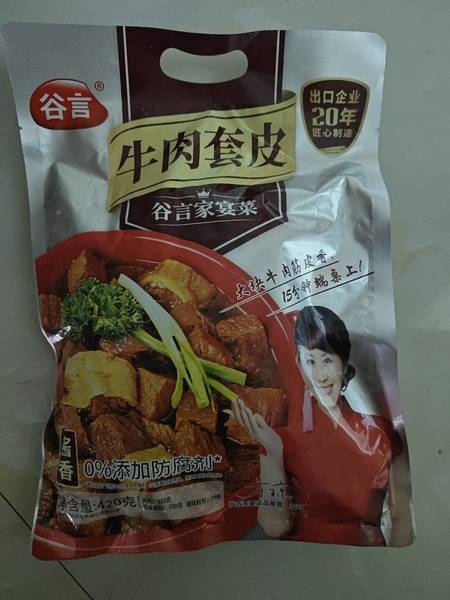 谷言®
出口企业
20年
匠心制造
牛肉套皮
谷言家宴菜
大块牛肉筋皮香,
15分钟端桌上!
酱香
0%添加防腐剂*
净含量:420克